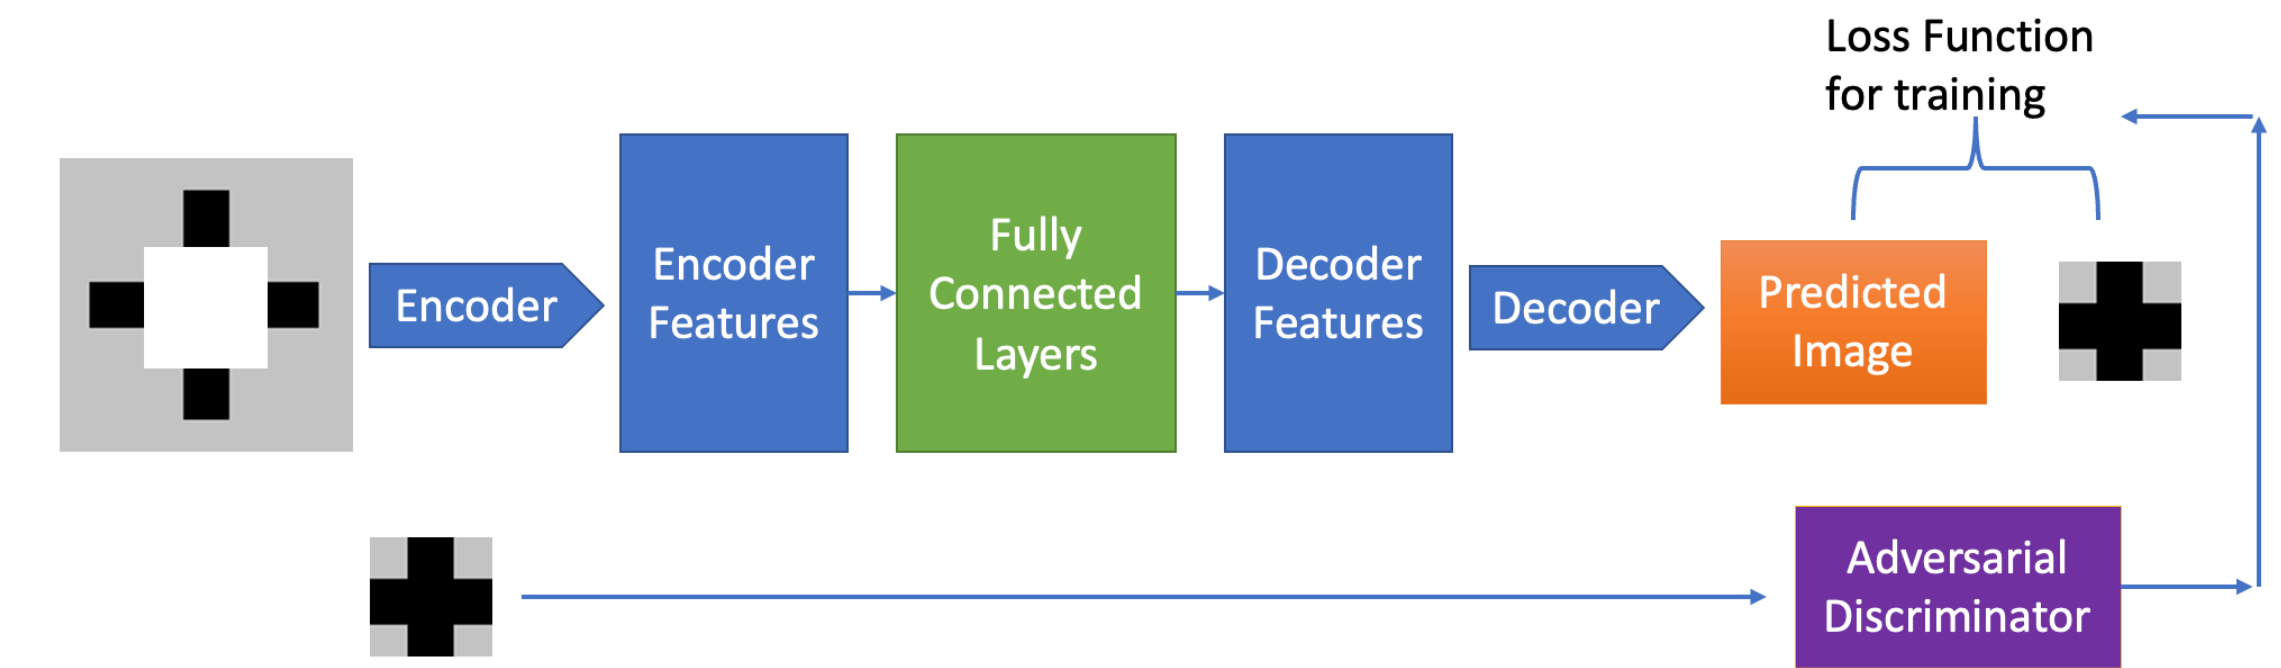 Loss Function
for training
Encoder
Encoder
Features
Fully
Connected
Layers
Decoder
Features
Decoder
Predicted
Image
Adversarial
Discriminator